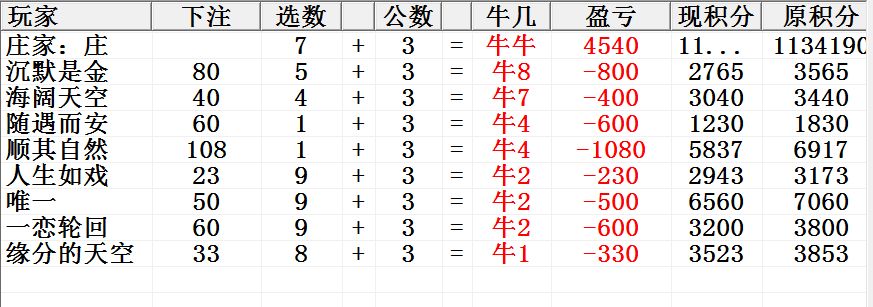 玩家 下注 选数 公数 牛几 盈亏 现积分 原积分
庄家：庄 7 + 3 = 牛牛 4540 11... 1134190
沉默是金 80 5 + 3 = 牛8 -800 2765 3565
海阔天空 40 4 + 3 = 牛7 -400 3040 3440
随遇而安 60 1 + 3 = 牛4 -600 1230 1830
顺其自然 108 1 + 3 = 牛4 -1080 5837 6917
人生如戏 23 9 + 3 = 牛2 -230 2943 3173
唯一 50 9 + 3 = 牛2 -500 6560 7060
一恋轮回 60 9 + 3 = 牛2 -600 3200 3800
缘分的天空 33 8 + 3 = 牛1 -330 3523 3853